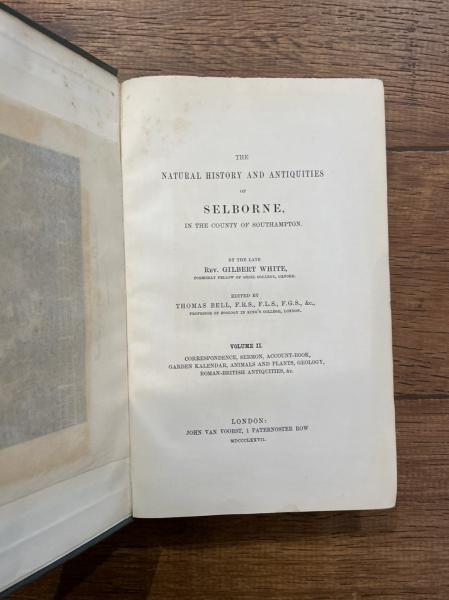 THE
NATURAL HISTORY AND ANTIQUITIES
OF
SELBORNE,
IN THE COUNTY OF SOUTHAMPTON.
BY THE LATE
REV. GILBERT WHITE,
FORMERLY FELLOW OF ORIEL COLLEGE, OXFORD.
EDITED BY
THOMAS BELL, F.R.S., F.L.S., F.G.S., &c.,
PROFESSOR OF ZOOLOGY IN KING'S COLLEGE, LONDON.
VOLUME II.
CORRESPONDENCE, SERMON, ACCOUNT-BOOK,
GARDEN KALENDAR, ANIMALS AND PLANTS, GEOLOGY,
ROMAN-BRITISH ANTIQUITIES, &c.
LONDON:
JOHN VAN VOORST, 1 PATERNOSTER ROW
MDCCCLXXVII.